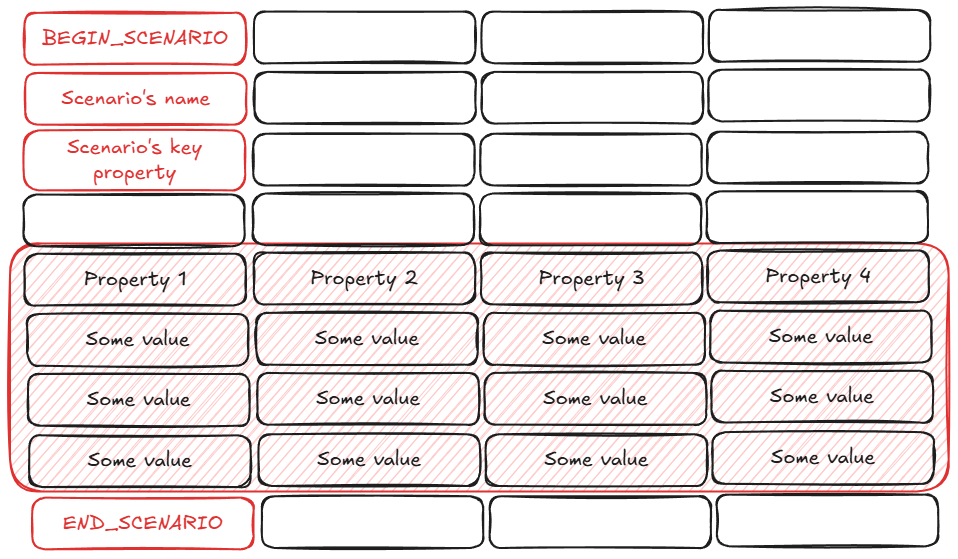 BEGIN_SCENARIO
Scenario's name
Scenario's key
property
Property 1 Property 2 Property 3 Property 4
Some value Some value Some value Some value
Some value Some value Some value Some value
Some value Some value Some value Some value
END_SCENARIO